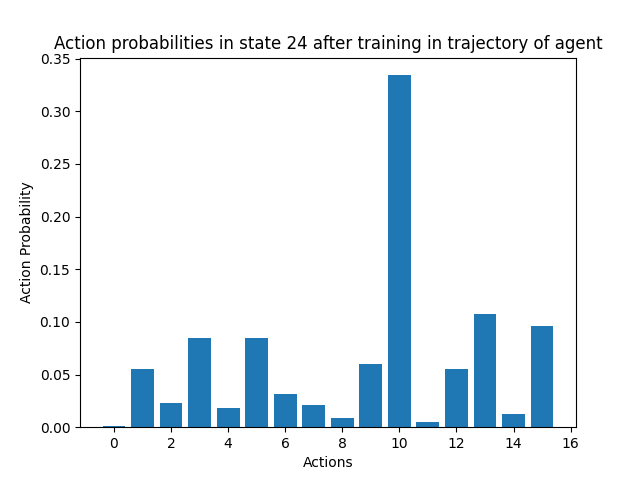 Action probabilities in state 24 after training in trajectory of agent
0.35
0.30
0.25
0.20
0.15
0.10
0.05
0.00
Action Probability
0 2 4 6 8 10 12 14 16
Actions